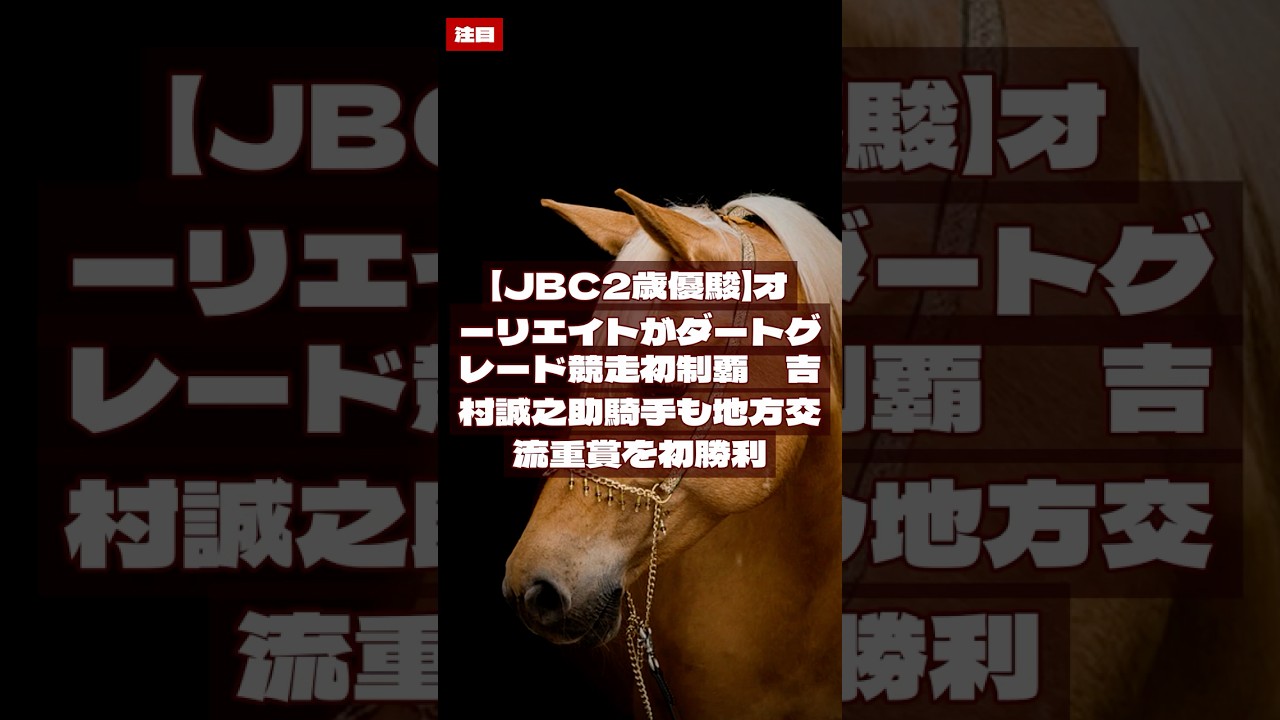 注目
【JBC2歳優駿】オ
ーリエイトがダートグ
レード競走初制覇　吉
村誠之助騎手も地方交
流重賞を初勝利